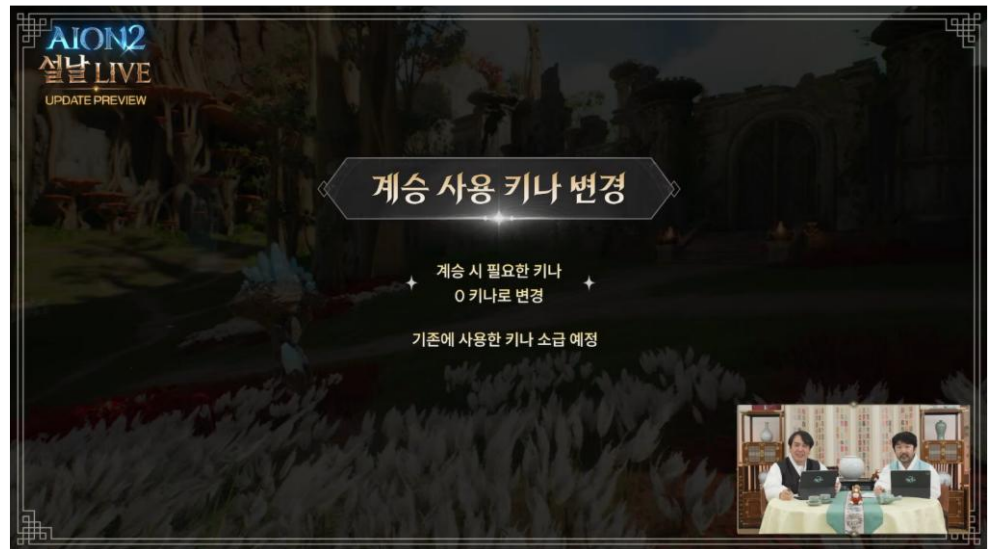 AION2
설날 LIVE
UPDATE PREVIEW
계승 사용 키나 변경
계승 시 필요한 키나
0 키나로 변경
기존에 사용한 키나 소급 예정